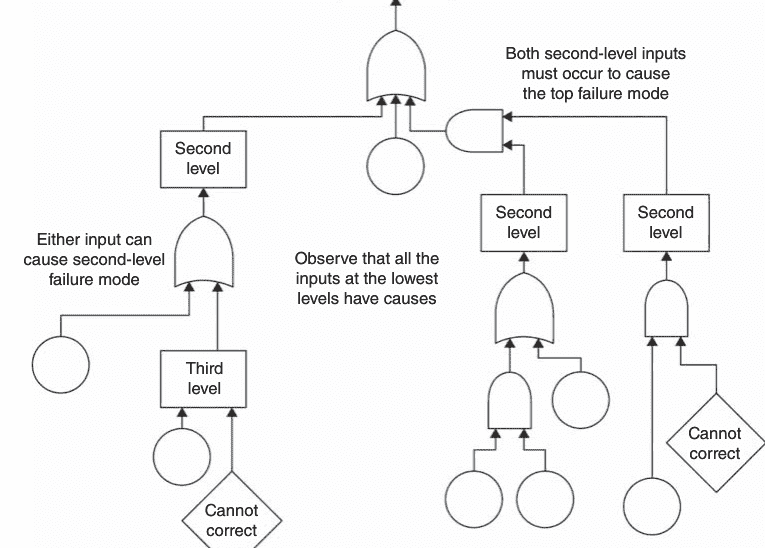 Both second-level inputs
must occur to cause
the top failure mode
Second
level
Second
level
Second
level
Either input can
cause second-level
failure mode
Observe that all the
inputs at the lowest
levels have causes
Third
level
Cannot
correct
Cannot
correct